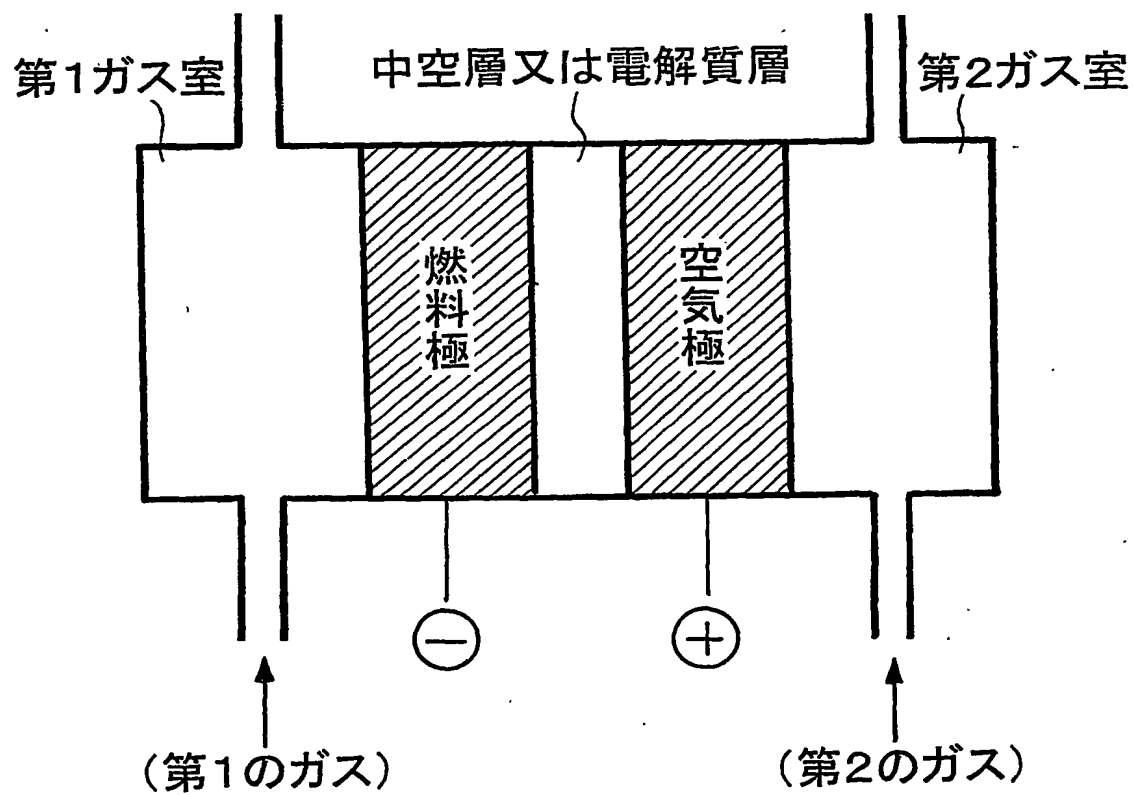 第1ガス室
中空層又は電解質層
第2ガス室
燃料極
空気極
−
+
(第1のガス)
(第2のガス)